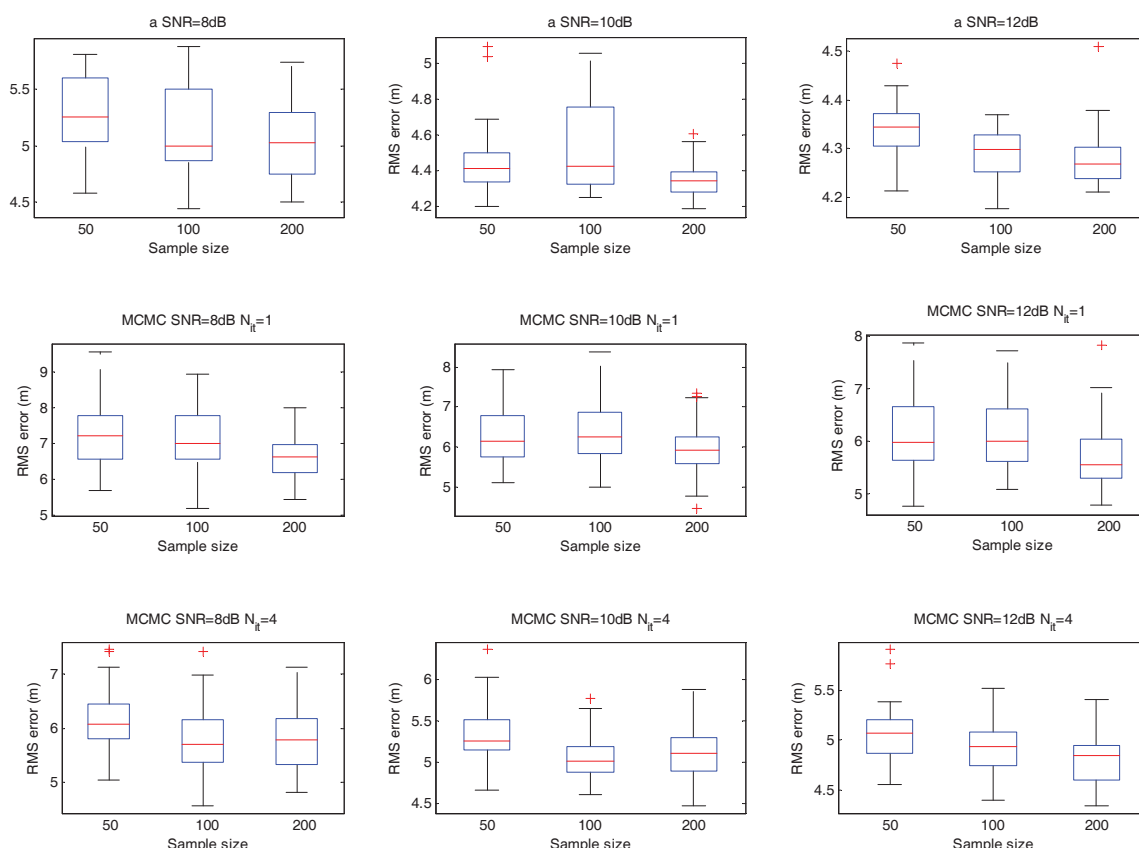 a SNR=8dB
5.5
5
4.5
50 100 200
Sample size
a SNR=10dB
RMS error (m)
5
4.8
4.6
4.4
4.2
50 100 200
Sample size
a SNR=12dB
RMS error (m)
4.5
4.4
4.3
4.2
50 100 200
Sample size
MCMC SNR=8dB N_it=1
RMS error (m)
9
8
7
6
5
50 100 200
Sample size
MCMC SNR=10dB N_it=1
RMS error (m)
8
7
6
5
50 100 200
Sample size
MCMC SNR=12dB N_it=1
RMS error (m)
8
7
6
5
50 100 200
Sample size
MCMC SNR=8dB N_it=4
RMS error (m)
7
6
5
50 100 200
Sample size
MCMC SNR=10dB N_it=4
RMS error (m)
6
5.5
5
4.5
50 100 200
Sample size
MCMC SNR=12dB N_it=4
RMS error (m)
5.5
5
4.5
50 100 200
Sample size